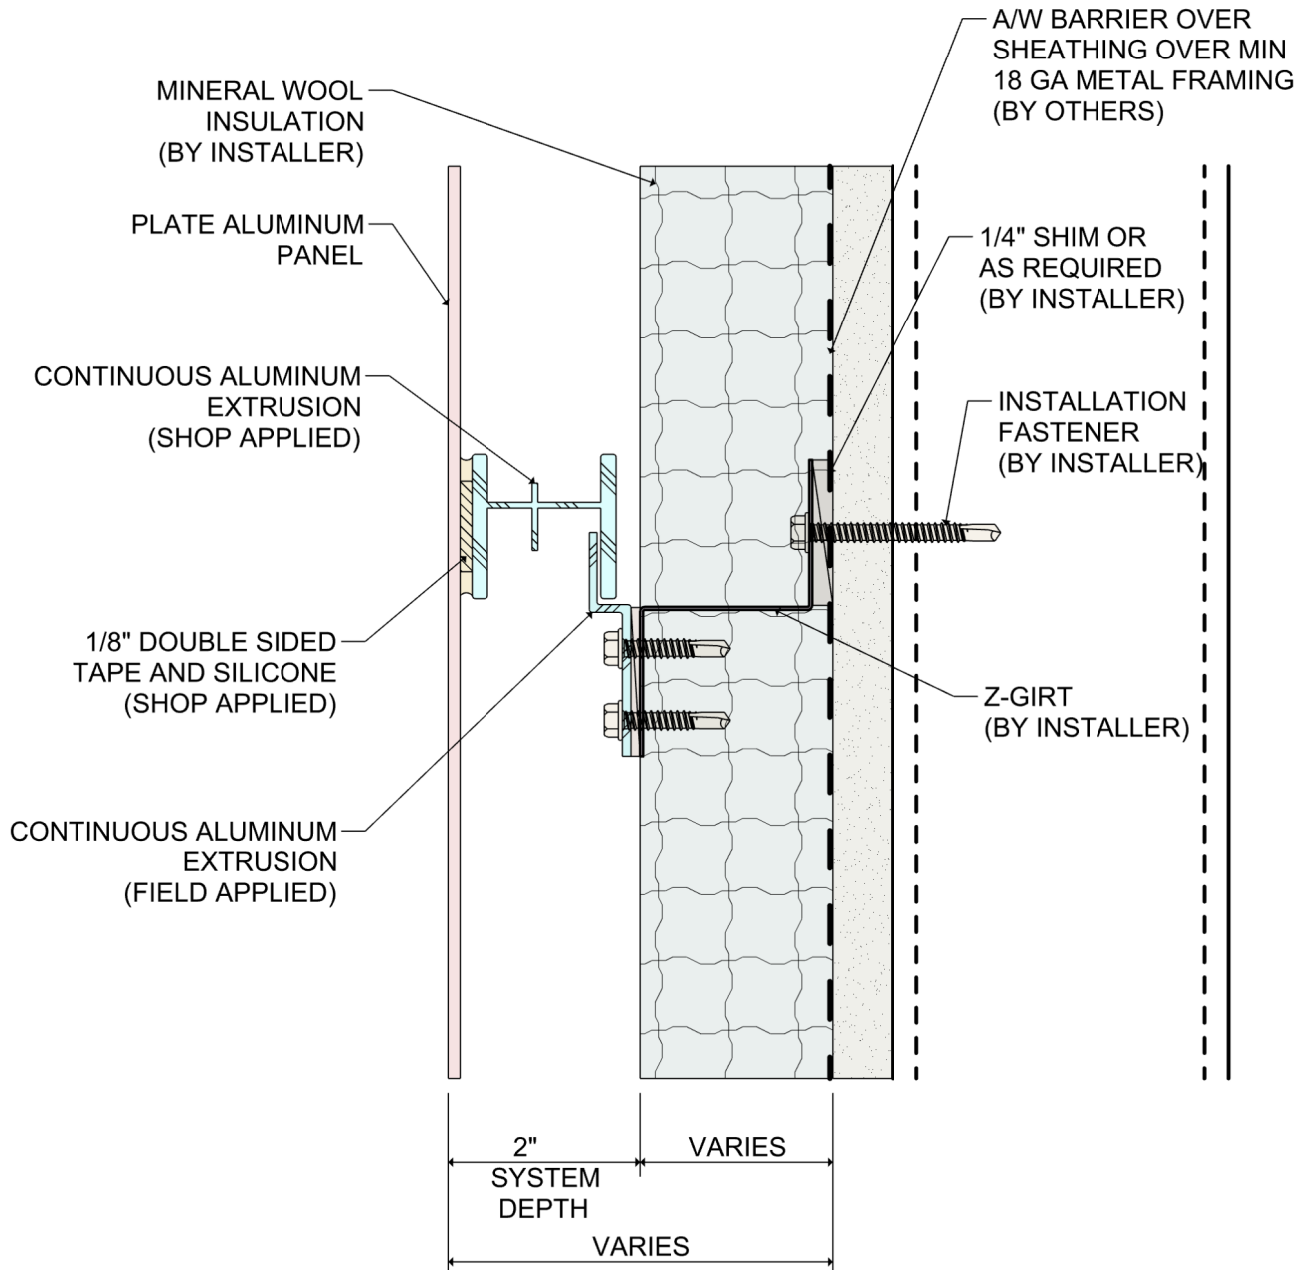 A/W BARRIER OVER
SHEATHING OVER MIN
18 GA METAL FRAMING
(BY OTHERS)
MINERAL WOOL
INSULATION
(BY INSTALLER)
PLATE ALUMINUM
PANEL
1/4" SHIM OR
AS REQUIRED
(BY INSTALLER)
CONTINUOUS ALUMINUM
EXTRUSION
(SHOP APPLIED)
INSTALLATION
FASTENER
(BY INSTALLER)
1/8" DOUBLE SIDED
TAPE AND SILICONE
(SHOP APPLIED)
Z-GIRT
(BY INSTALLER)
CONTINUOUS ALUMINUM
EXTRUSION
(FIELD APPLIED)
2"
SYSTEM
DEPTH
VARIES
VARIES